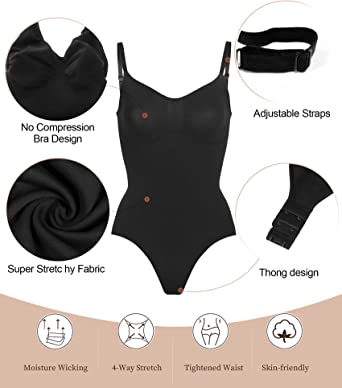 No Compression
Bra Design
Adjustable Straps
Super Stretc hy Fabric
Thong design
Moisture Wicking
4-Way Stretch
Tightened Waist
Skin-friendly